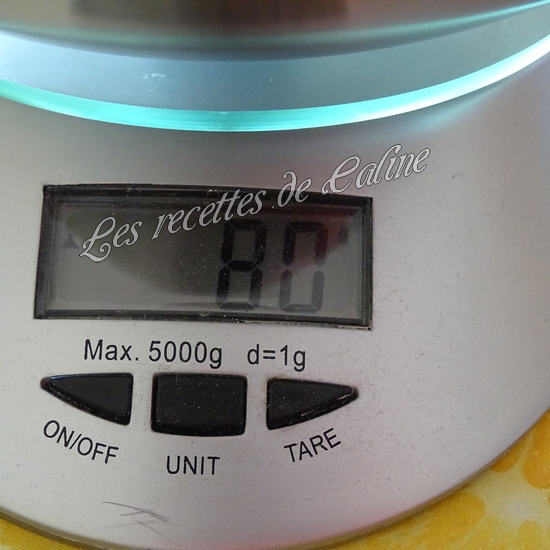 Les recettes de Caline
80
Max. 5000g d=1g
ON/OFF UNIT TARE